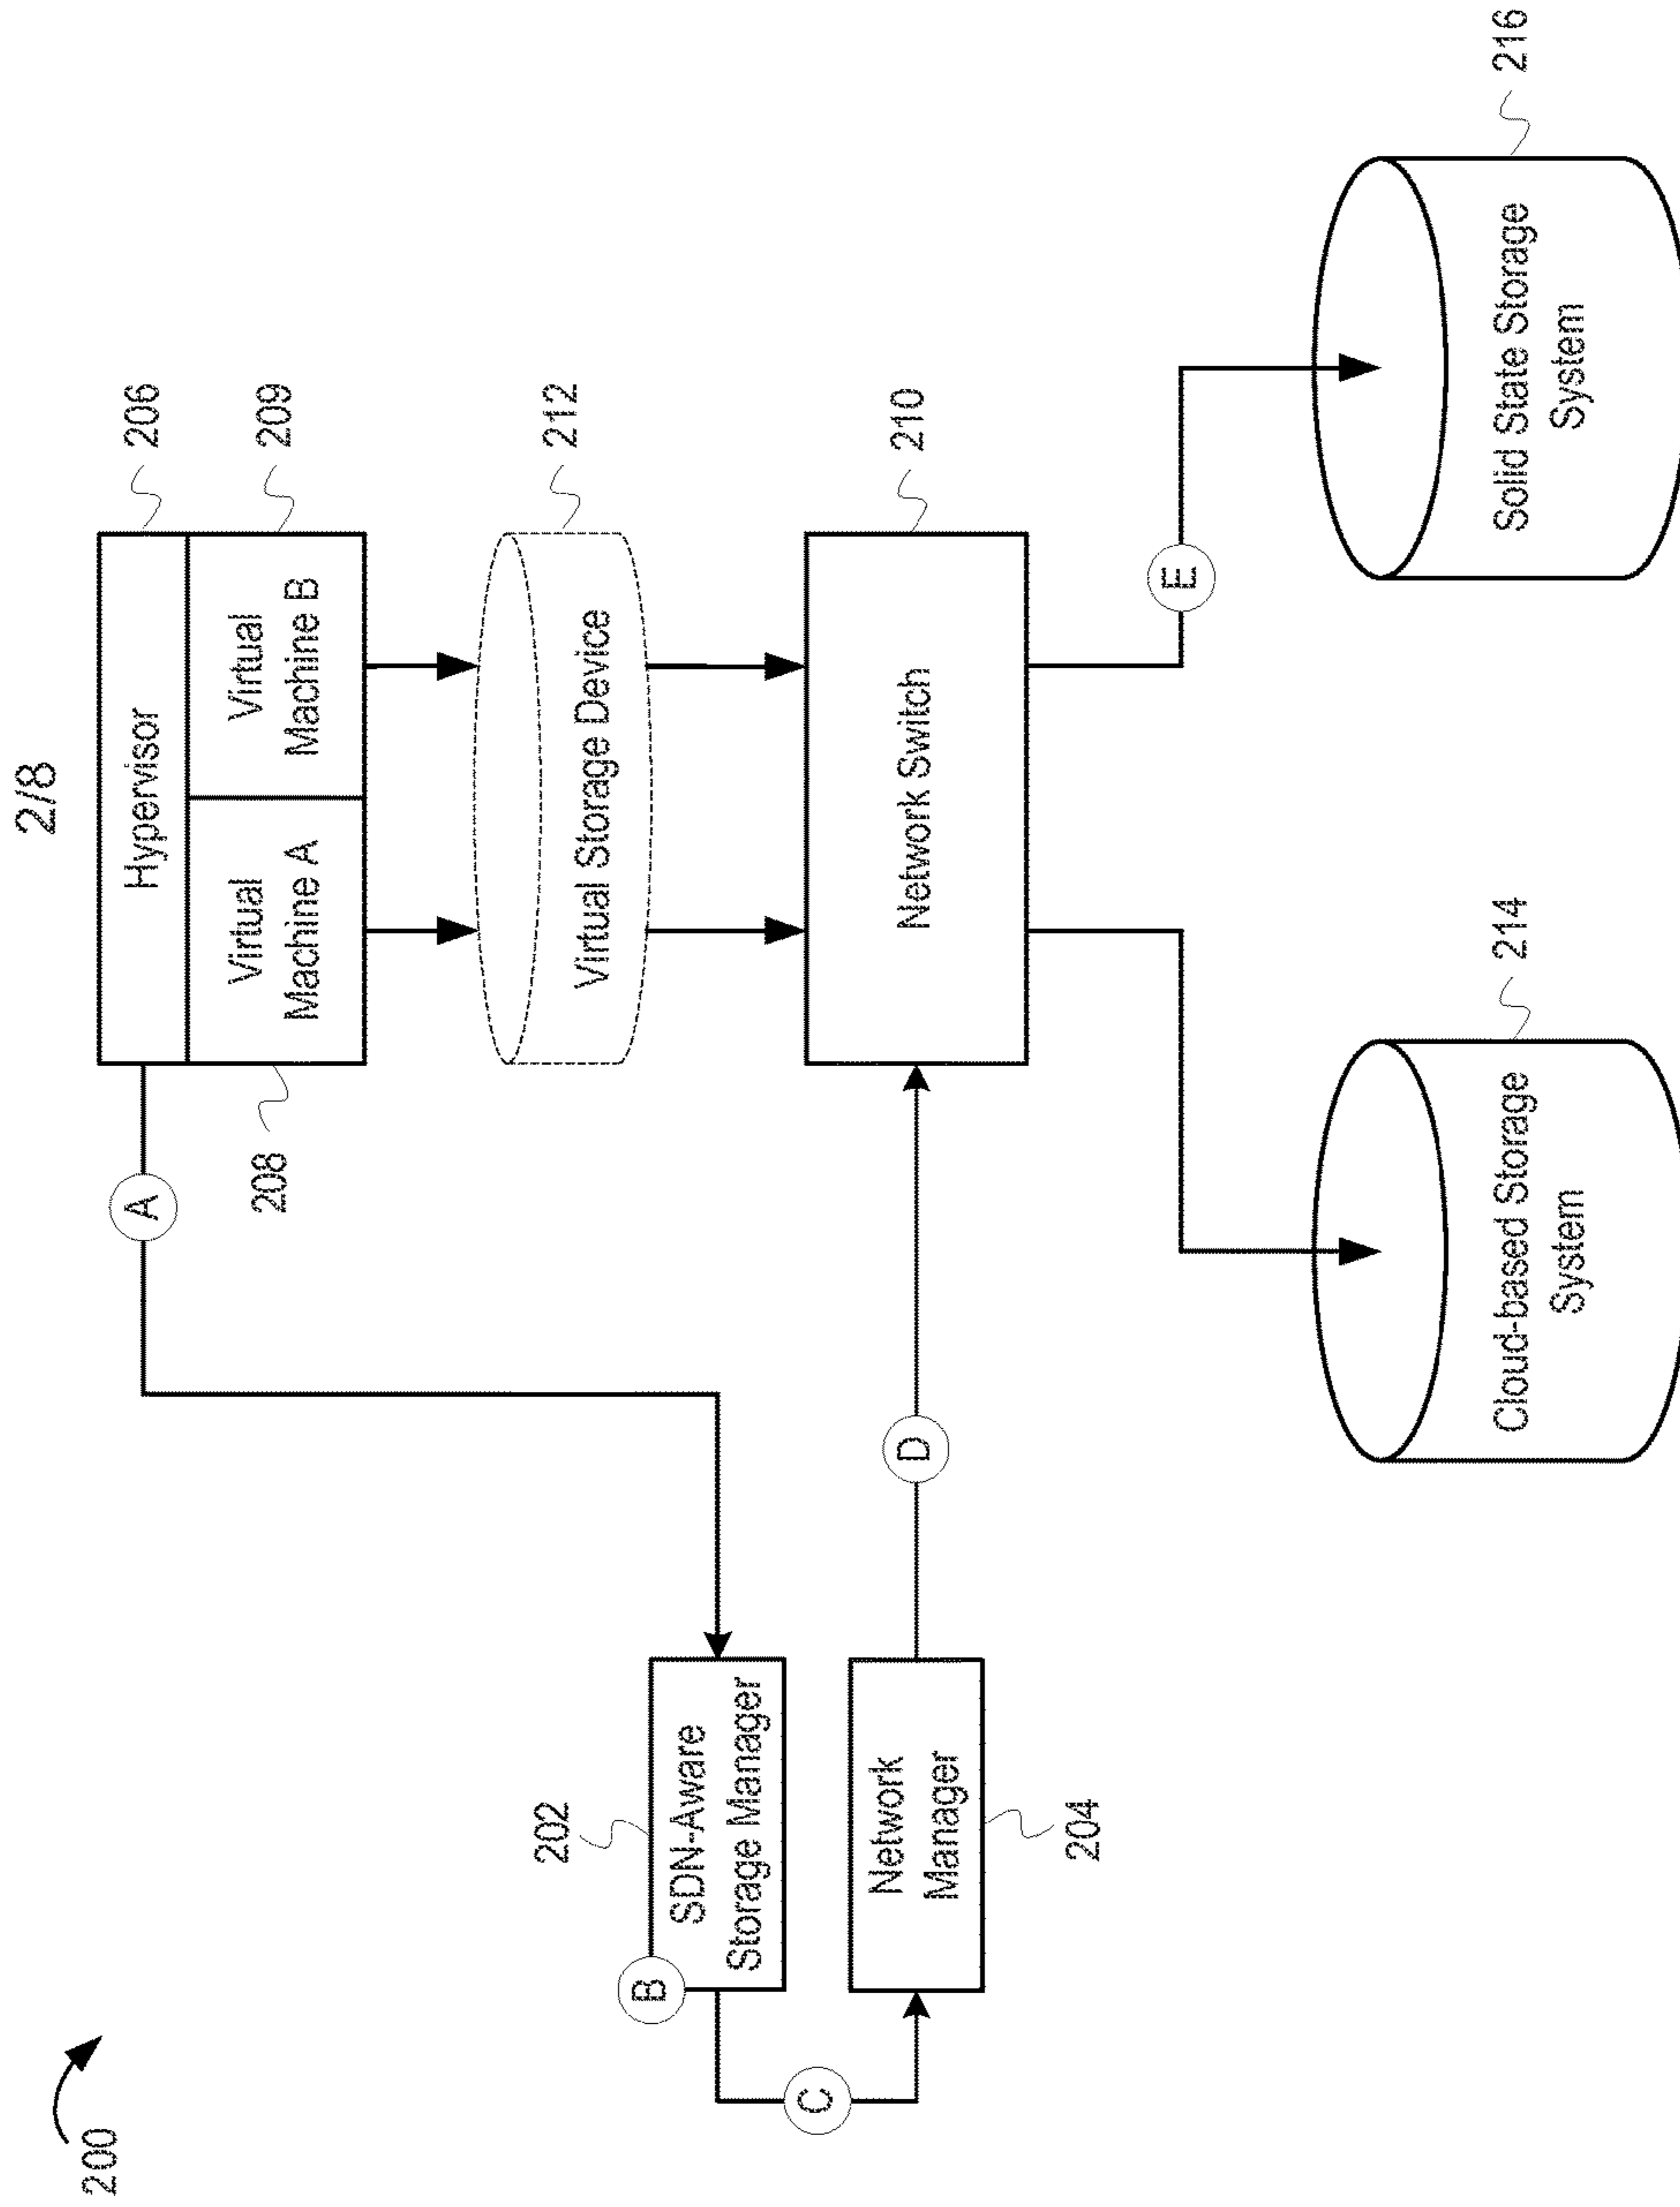 2/8
200
Hypervisor
206
Virtual
Machine A
Virtual
Machine B
208
209
A
Virtual Storage Device
212
202
B
SDN-Aware
Storage Manager
C
Network
Manager
204
D
Network Switch
210
E
Cloud-based Storage
System
214
Solid State Storage
System
216